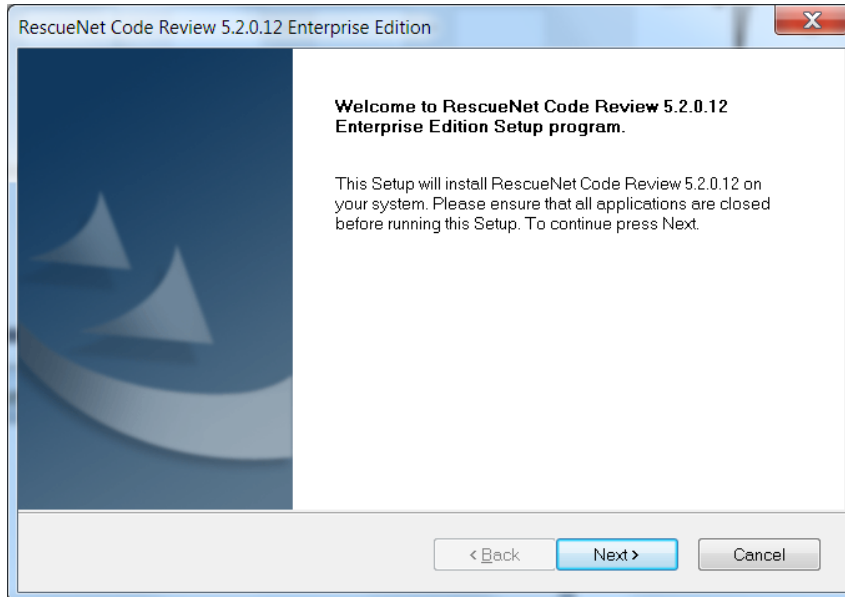 RescueNet Code Review 5.2.0.12 Enterprise Edition
Welcome to RescueNet Code Review 5.2.0.12
Enterprise Edition Setup program.
This Setup will install RescueNet Code Review 5.2.0.12 on
your system. Please ensure that all applications are closed
before running this Setup. To continue press Next.
< Back
Next >
Cancel